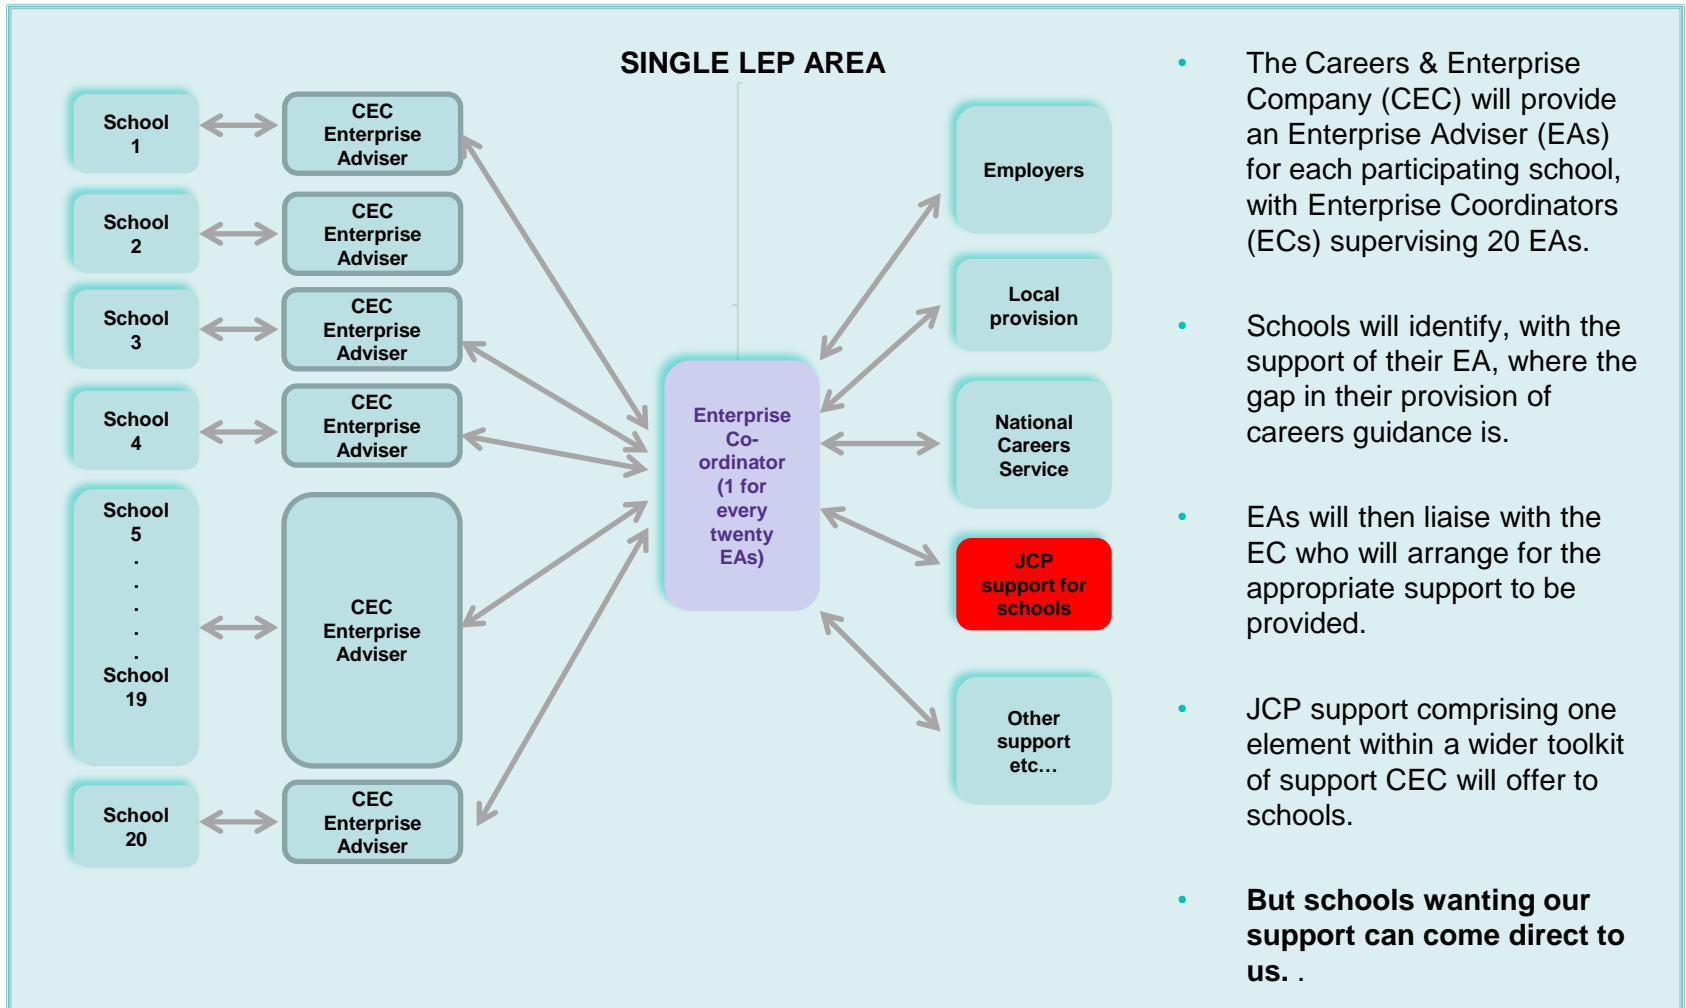 SINGLE LEP AREA
School
1
CEC
Enterprise
Adviser
School
2
CEC
Enterprise
Adviser
School
3
CEC
Enterprise
Adviser
School
4
CEC
Enterprise
Adviser
School
5
.
.
.
.
.
School
19
CEC
Enterprise
Adviser
School
20
CEC
Enterprise
Adviser
Enterprise
Co-
ordinator
(1 for
every
twenty
EAs)
Employers
Local
provision
National
Careers
Service
JCP
support for
schools
Other
support
etc…
• The Careers & Enterprise
Company (CEC) will provide
an Enterprise Adviser (EAs)
for each participating school,
with Enterprise Coordinators
(ECs) supervising 20 EAs.
• Schools will identify, with the
support of their EA, where the
gap in their provision of
careers guidance is.
• EAs will then liaise with the
EC who will arrange for the
appropriate support to be
provided.
• JCP support comprising one
element within a wider toolkit
of support CEC will offer to
schools.
• But schools wanting our
support can come direct to
us. .